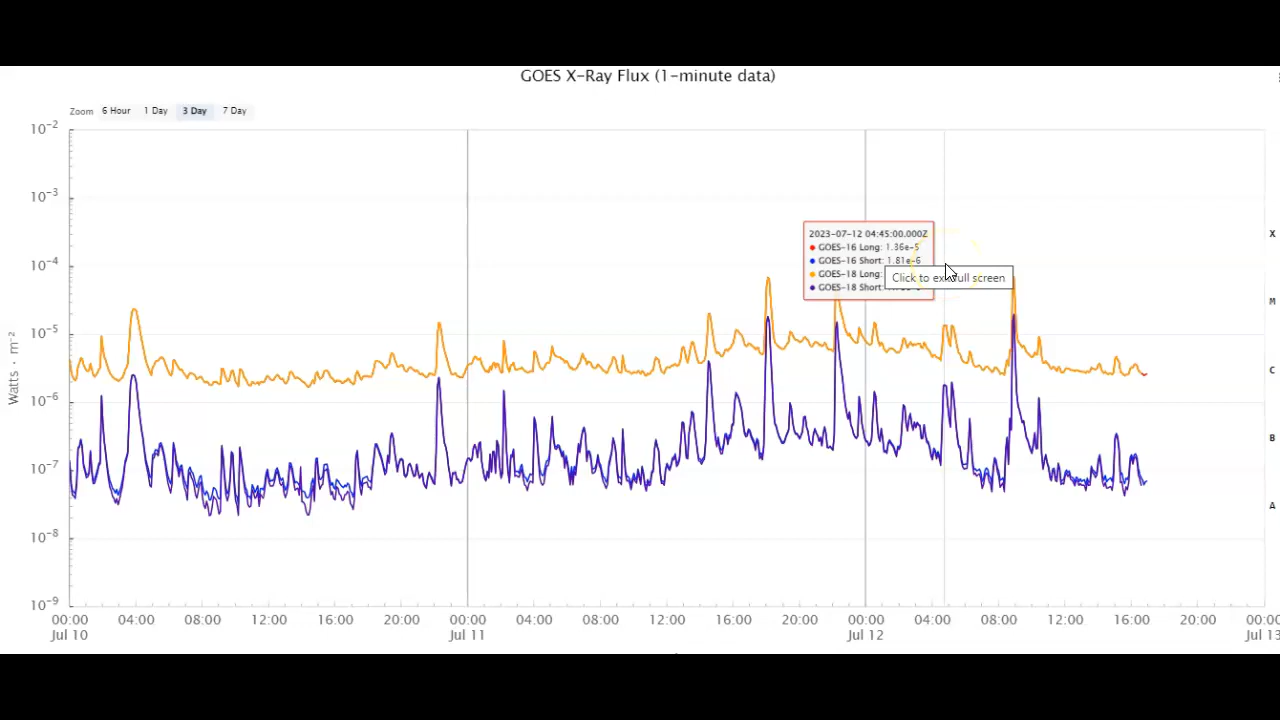 GOES X-Ray Flux (1-minute data)
Zoom 6 Hour 1 Day 3 Day 7 Day
10-2
10-3
10-4
10-5
10-6
10-7
10-8
10-9
Watts · m-2
X
M
C
B
A
2023-07-12 04:45:00.000Z
GOES-16 Long: 1.36e-5
GOES-16 Short: 1.81e-6
GOES-18 Long:
GOES-18 Short:
Click to exit full screen
00:00 04:00 08:00 12:00 16:00 20:00 00:00 04:00 08:00 12:00 16:00 20:00 00:00 04:00 08:00 12:00 16:00 20:00 00:00
Jul 10 Jul 11 Jul 12 Jul 13